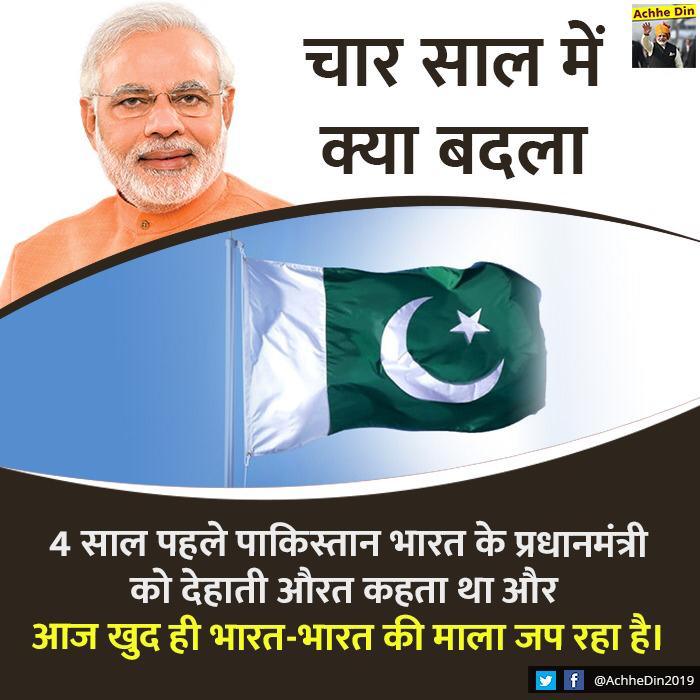 Achhe Din
चार साल में
क्या बदला
4 साल पहले पाकिस्तान भारत के प्रधानमंत्री
को देहाती औरत कहता था और
आज खुद ही भारत-भारत की माला जप रहा है।
@AchheDin2019